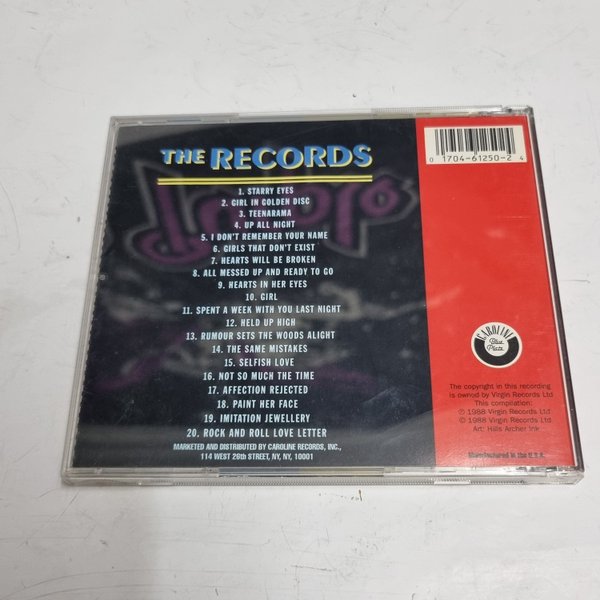 THE RECORDS
1. STARRY EYES
2. GIRL IN GOLDEN DISC
3. TEENARAMA
4. UP ALL NIGHT
5. I DON'T REMEMBER YOUR NAME
6. GIRLS THAT DON'T EXIST
7. HEARTS WILL BE BROKEN
8. ALL MESSED UP AND READY TO GO
9. HEARTS IN HER EYES
10. GIRL
11. SPENT A WEEK WITH YOU LAST NIGHT
12. HELD UP HIGH
13. RUMOUR SETS THE WOODS ALIGHT
14. THE SAME MISTAKES
15. SELFISH LOVE
16. NOT SO MUCH THE TIME
17. AFFECTION REJECTED
18. PAINT HER FACE
19. IMITATION JEWELLERY
20. ROCK AND ROLL LOVE LETTER
MARKETED AND DISTRIBUTED BY CAROLINE RECORDS, INC.,
114 WEST 26th STREET, NY, NY, 10001
0 1704-61250-2 4
CAROLINE
Blue
Plate
The copyright in this recording
is owned by Virgin Records Ltd
This compilation:
℗ 1988 Virgin Records Ltd
© 1988 Virgin Records Ltd
Art: Hills Archer Ink
Manufactured in the U.S.A.